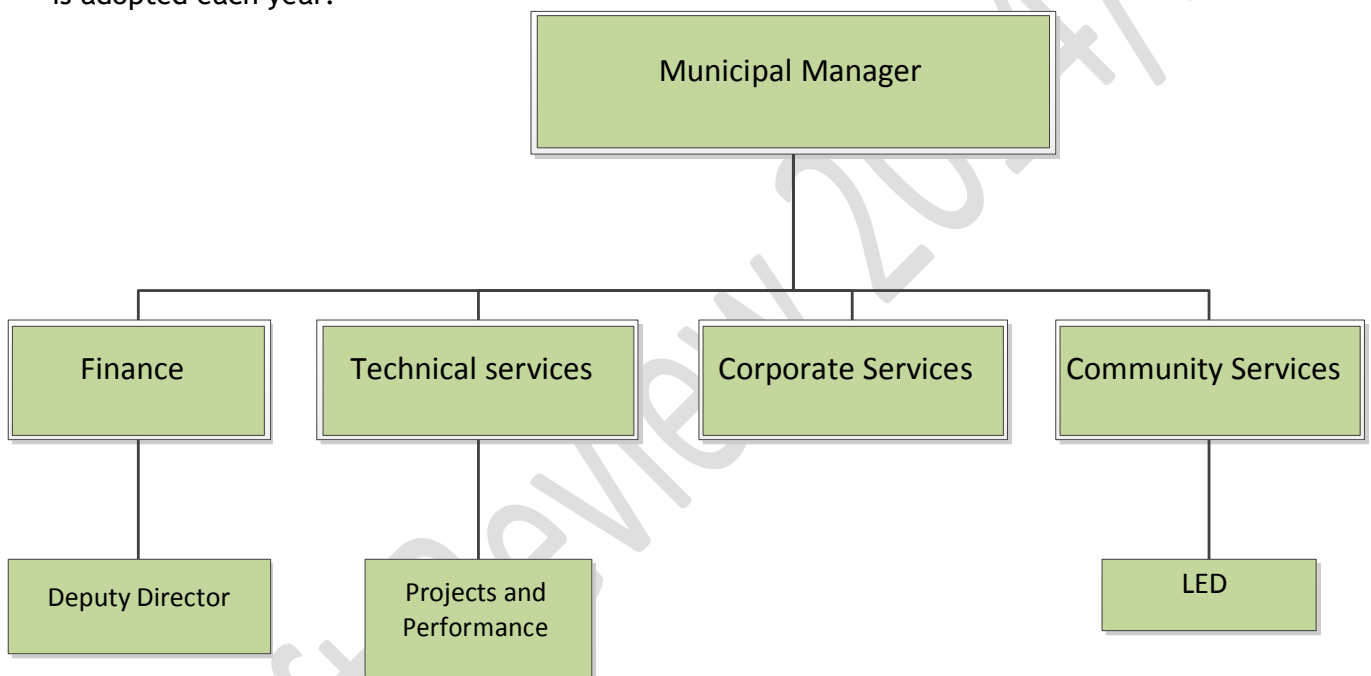 is adopted each year.
Municipal Manager
Finance
Technical services
Corporate Services
Community Services
Deputy Director
Projects and
Performance
LED